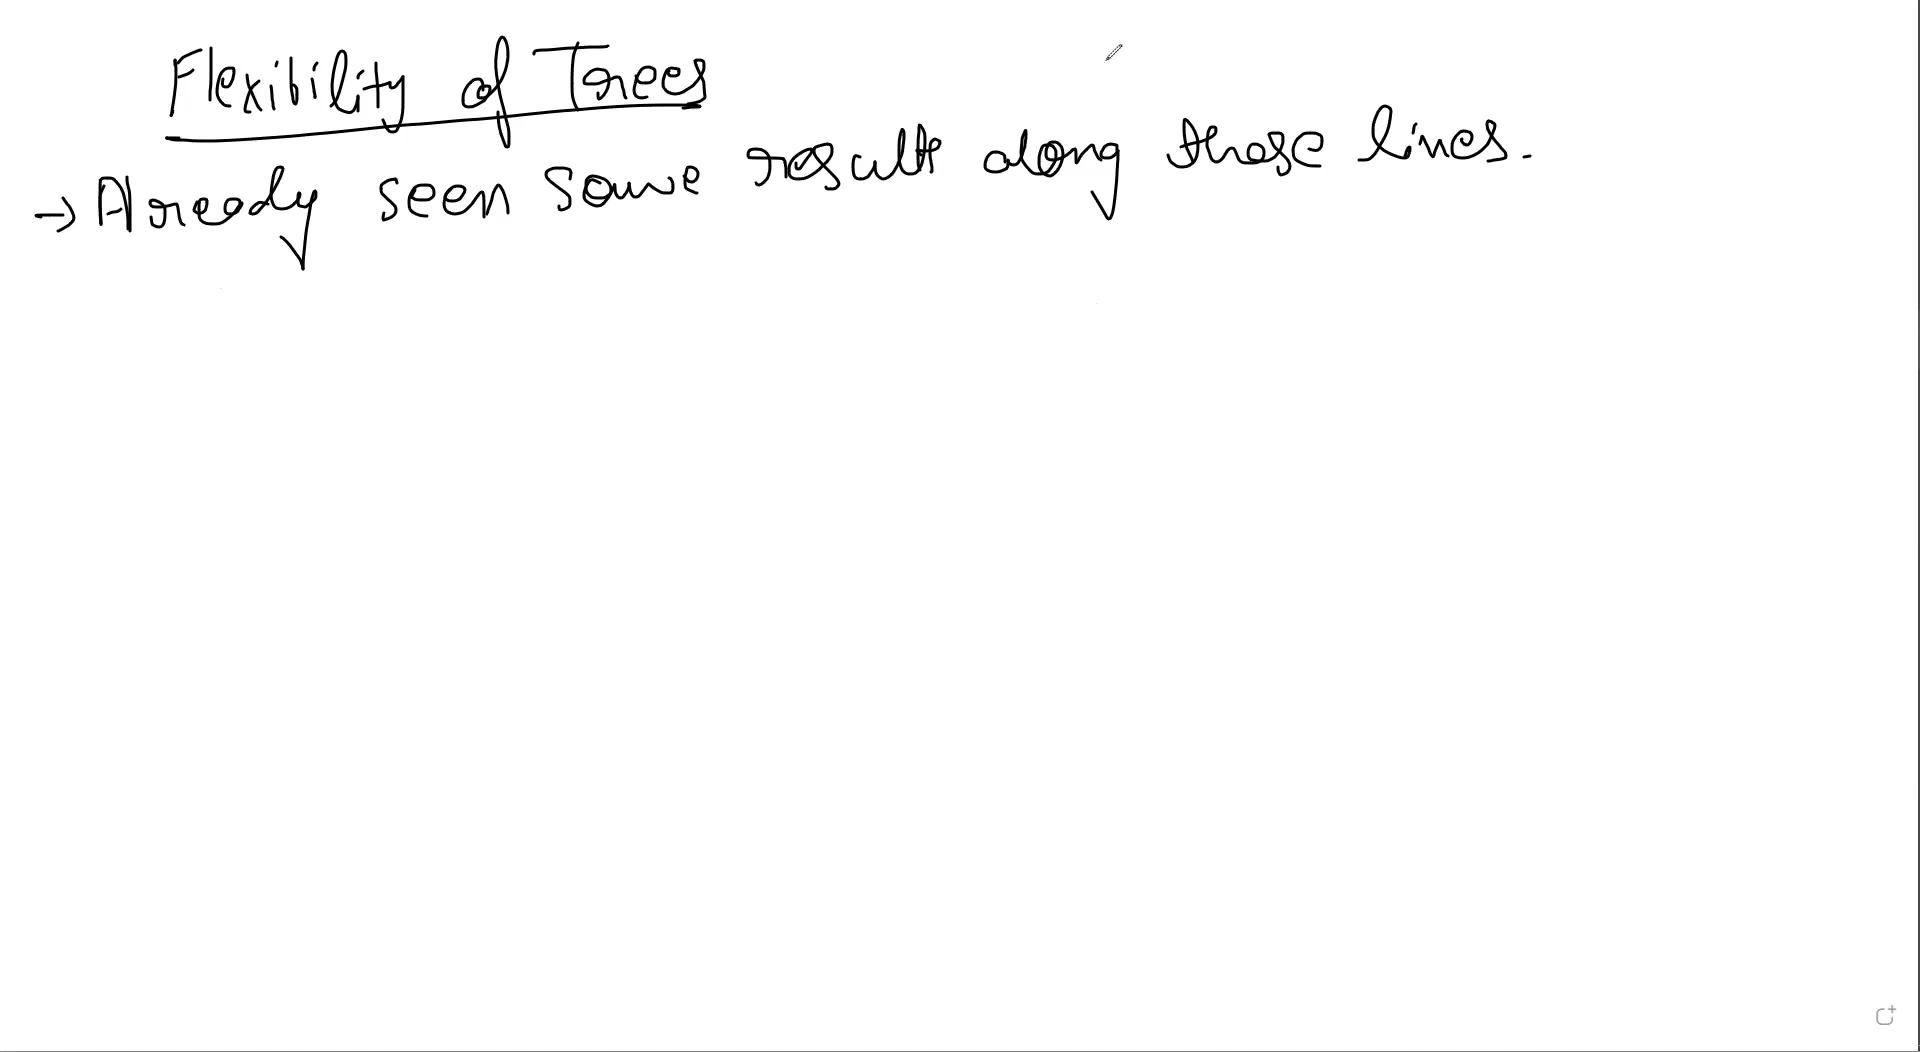 Flexibility of Trees
→ Already seen some results along these lines.